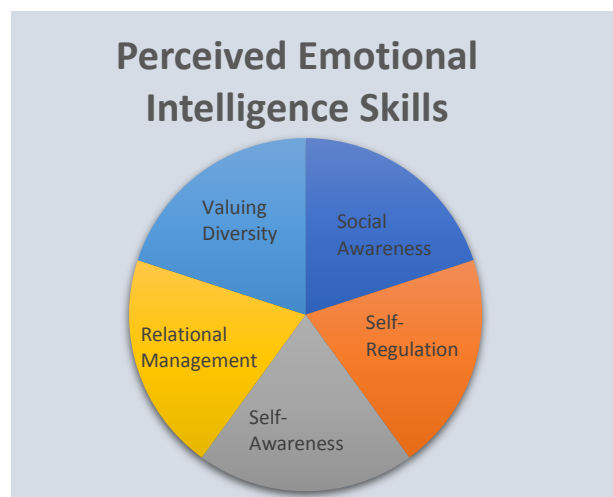 Perceived Emotional
Intelligence Skills
Valuing
Diversity
Social
Awareness
Relational
Management
Self-
Regulation
Self-
Awareness